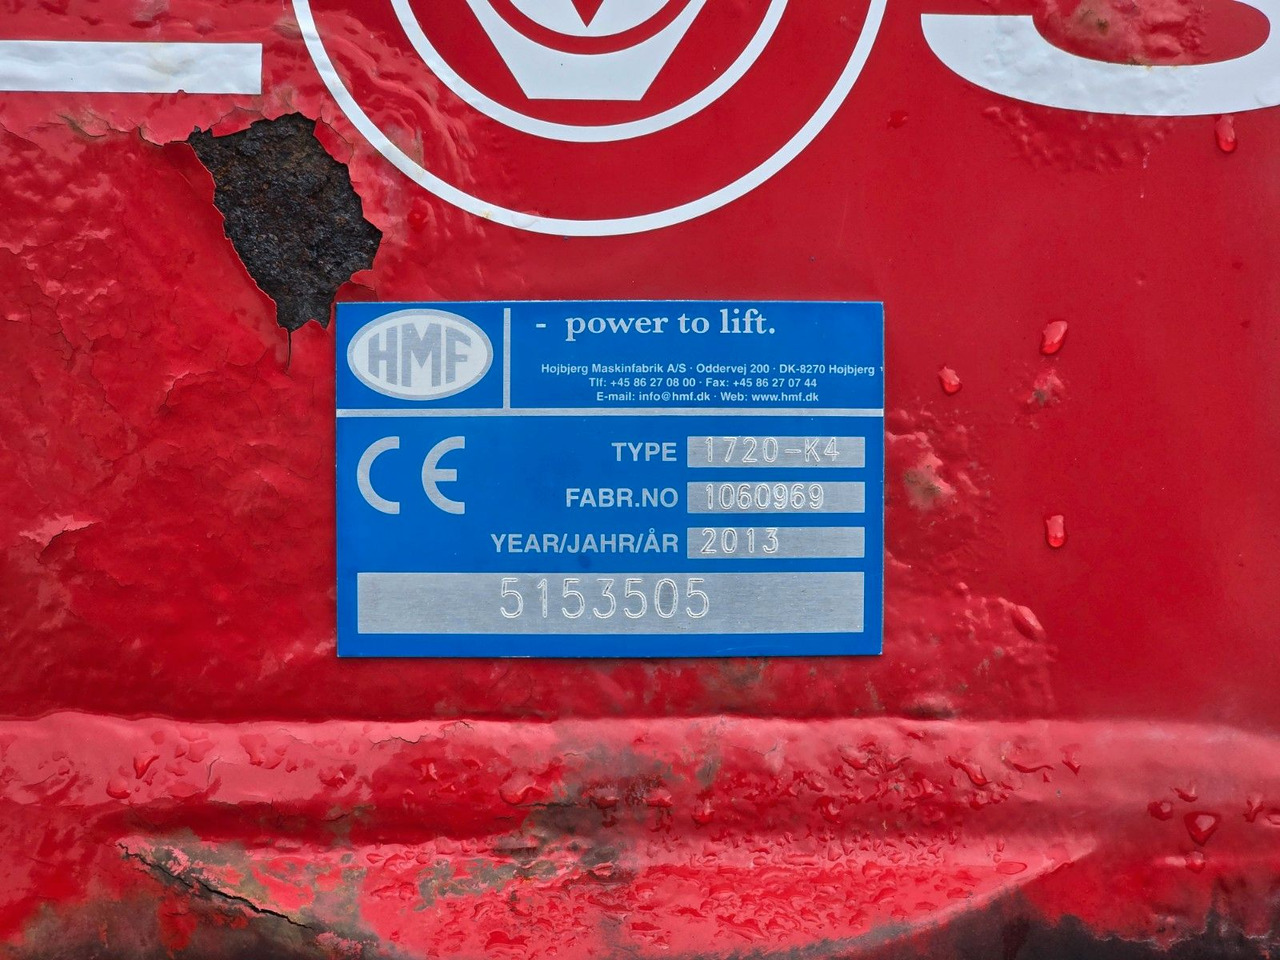 HMF
- power to lift.
Hojbjerg Maskinfabrik A/S · Oddervej 200 · DK-8270 Hojbjerg
Tlf: +45 86 27 08 00 · Fax: +45 86 27 07 44
E-mail: info@hmf.dk · Web: www.hmf.dk
CE
TYPE 1720-K4
FABR.NO 1060969
YEAR/JAHR/ÅR 2013
5153505